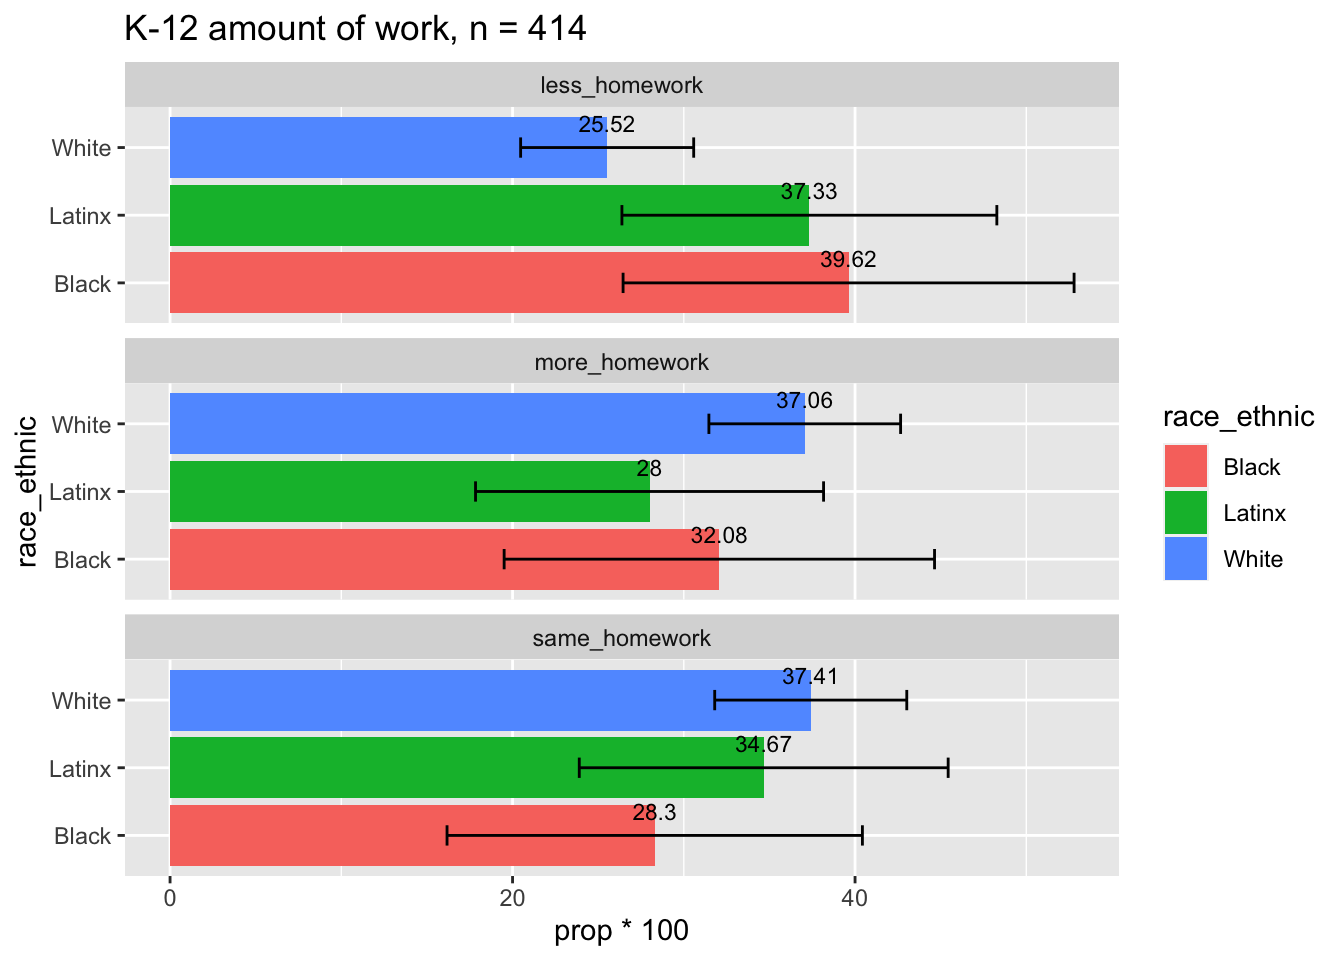 K-12 amount of work, n = 414
less_homework
White
25.52
Latinx
37.33
Black
39.62
more_homework
White
37.06
Latinx
28
Black
32.08
same_homework
White
37.41
Latinx
34.67
Black
28.3
0 20 40
prop * 100
race_ethnic
race_ethnic
Black
Latinx
White